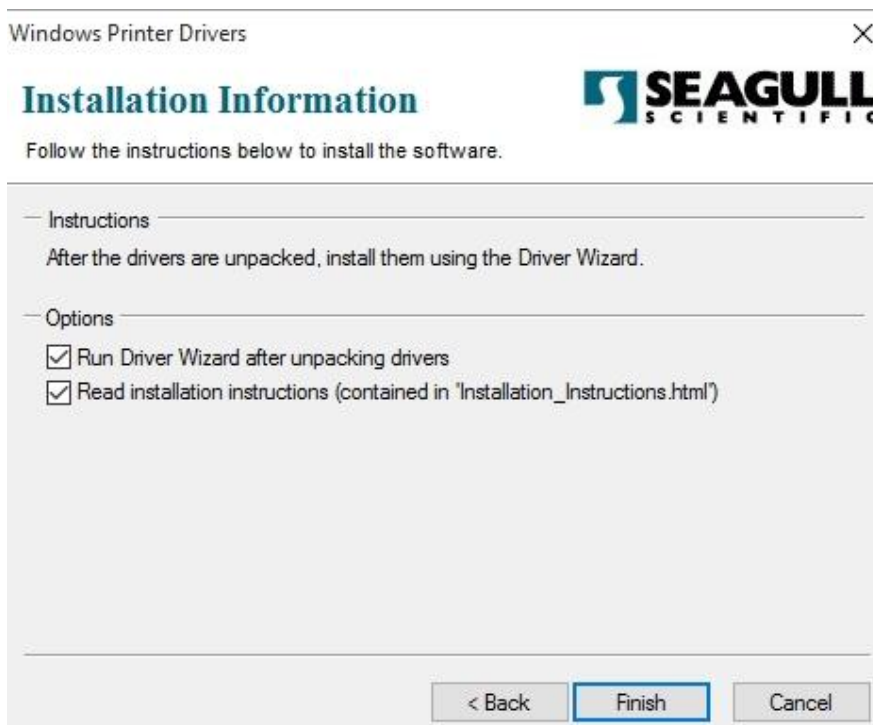 Windows Printer Drivers
Installation Information
SEAGULL
SCIENTIFIC
Follow the instructions below to install the software.
Instructions
After the drivers are unpacked, install them using the Driver Wizard.
Options
Run Driver Wizard after unpacking drivers
Read installation instructions (contained in 'Installation_Instructions.html')
< Back
Finish
Cancel